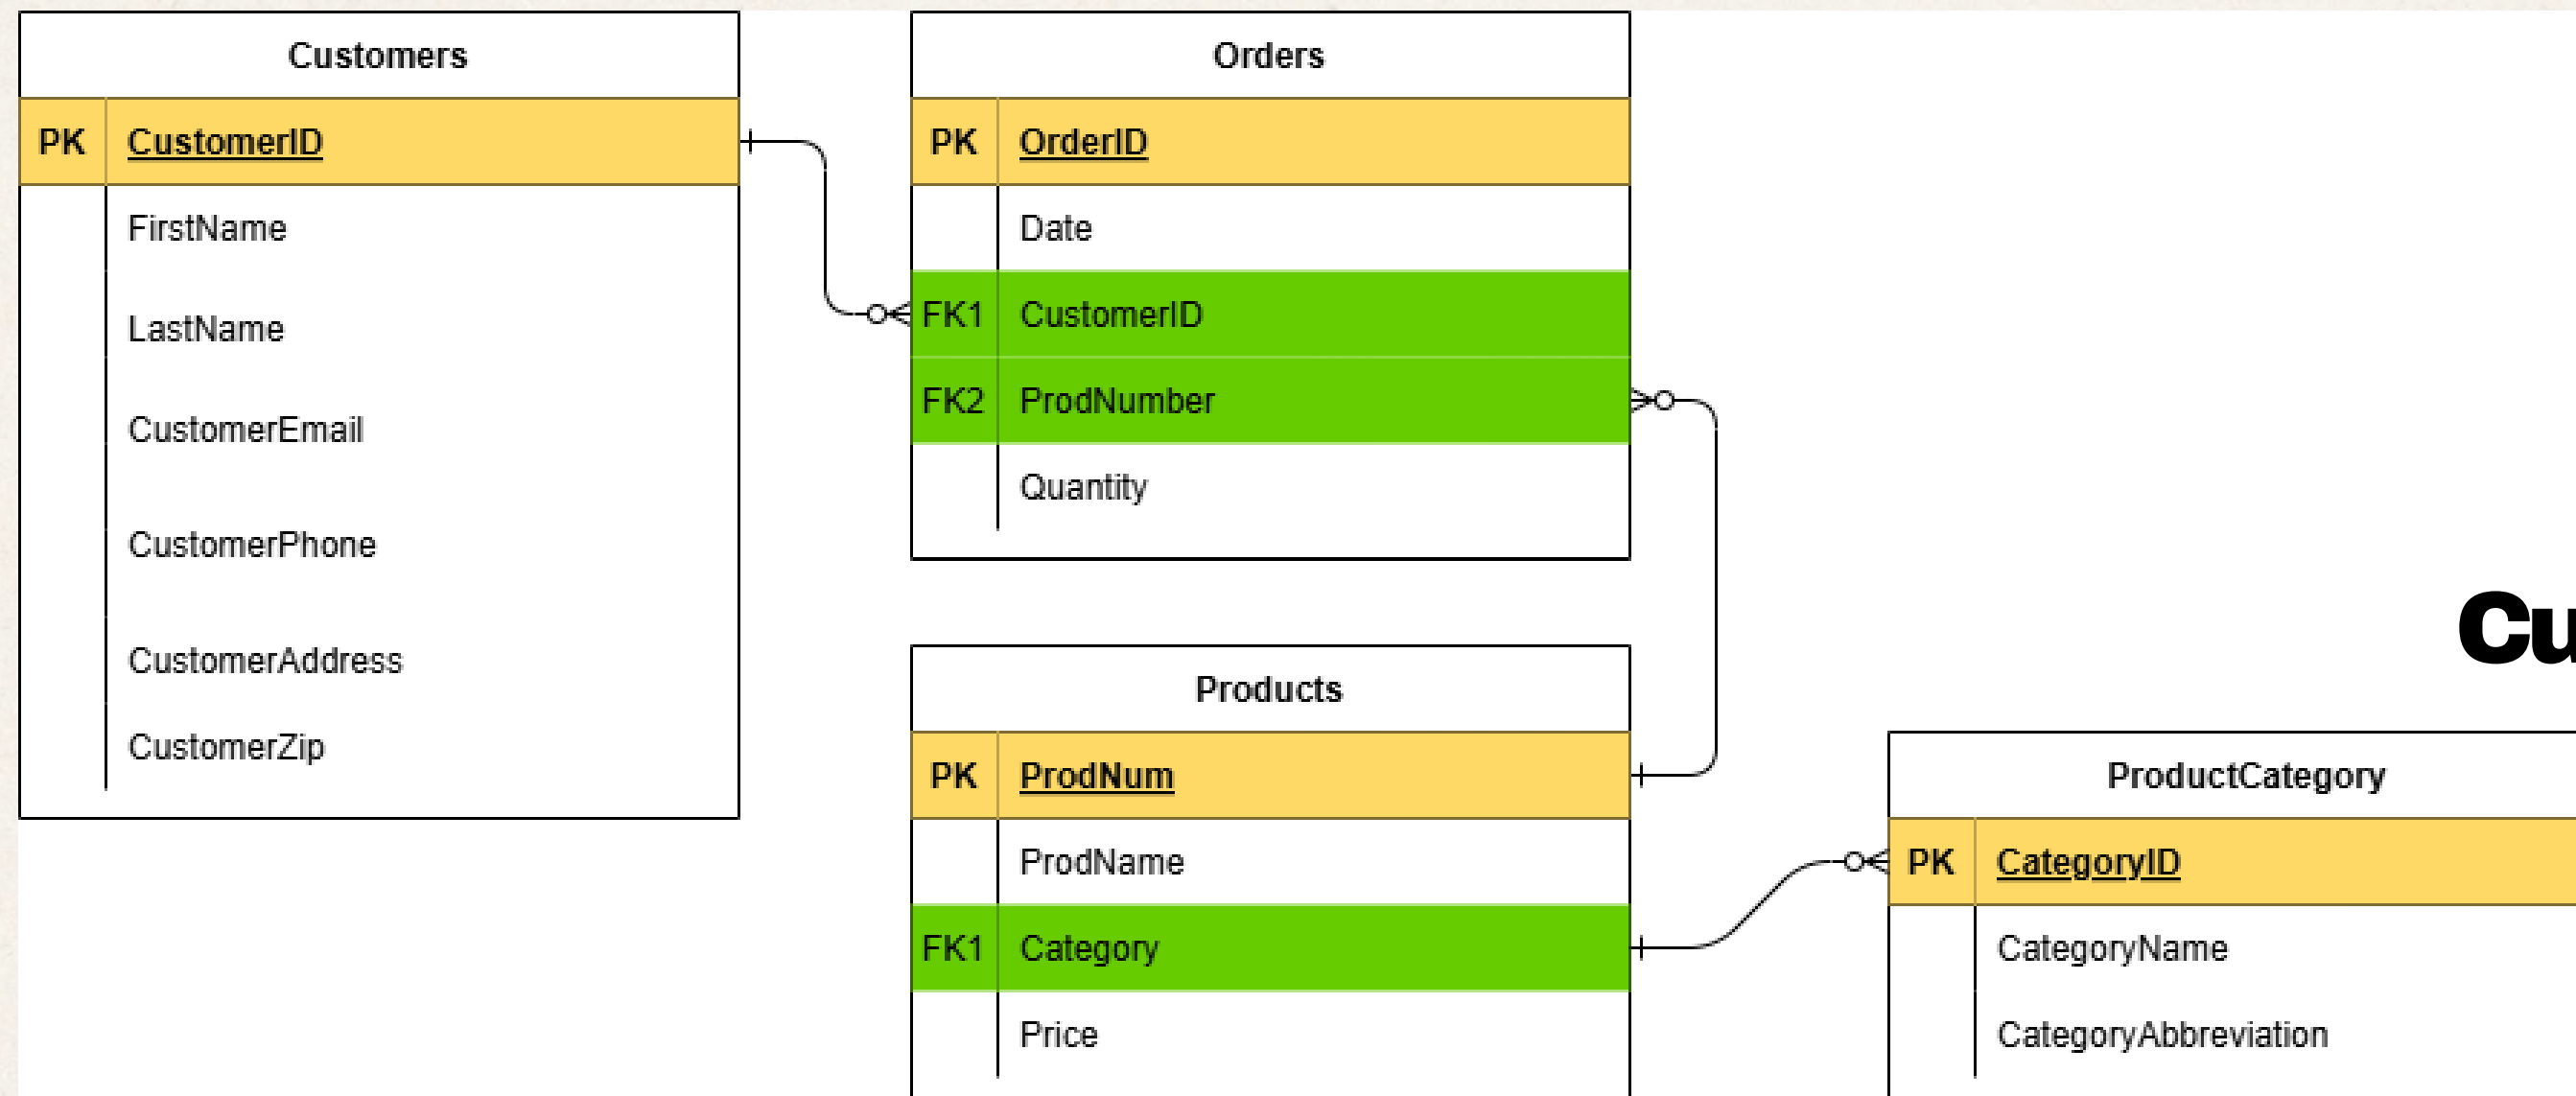 Customers
PK CustomerID
FirstName
LastName
CustomerEmail
CustomerPhone
CustomerAddress
CustomerZip
Orders
PK OrderID
Date
FK1 CustomerID
FK2 ProdNumber
Quantity
Products
PK ProdNum
ProdName
FK1 Category
Price
Cu
ProductCategory
PK CategoryID
CategoryName
CategoryAbbreviation